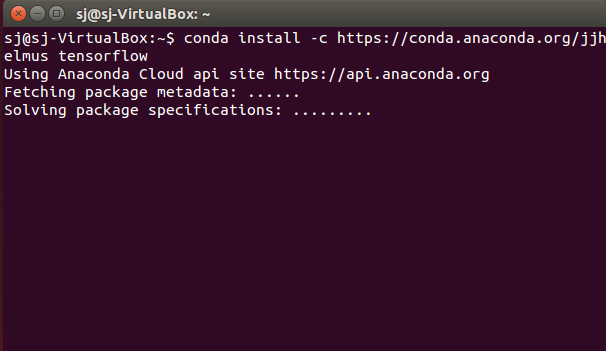 sj@sj-VirtualBox: ~
sj@sj-VirtualBox:~$ conda install -c https://conda.anaconda.org/jjh
elmus tensorflow
Using Anaconda Cloud api site https://api.anaconda.org
Fetching package metadata: ......
Solving package specifications: .........